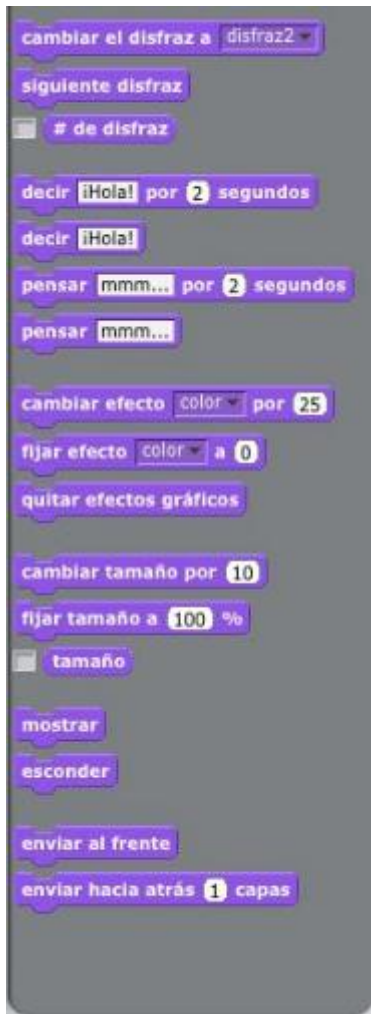 cambiar el disfraz a disfraz2
siguiente disfraz
# de disfraz
decir ¡Hola! por 2 segundos
decir ¡Hola!
pensar mmm... por 2 segundos
pensar mmm...
cambiar efecto color por 25
fijar efecto color a 0
quitar efectos gráficos
cambiar tamaño por 10
fijar tamaño a 100 %
tamaño
mostrar
esconder
enviar al frente
enviar hacia atrás 1 capas